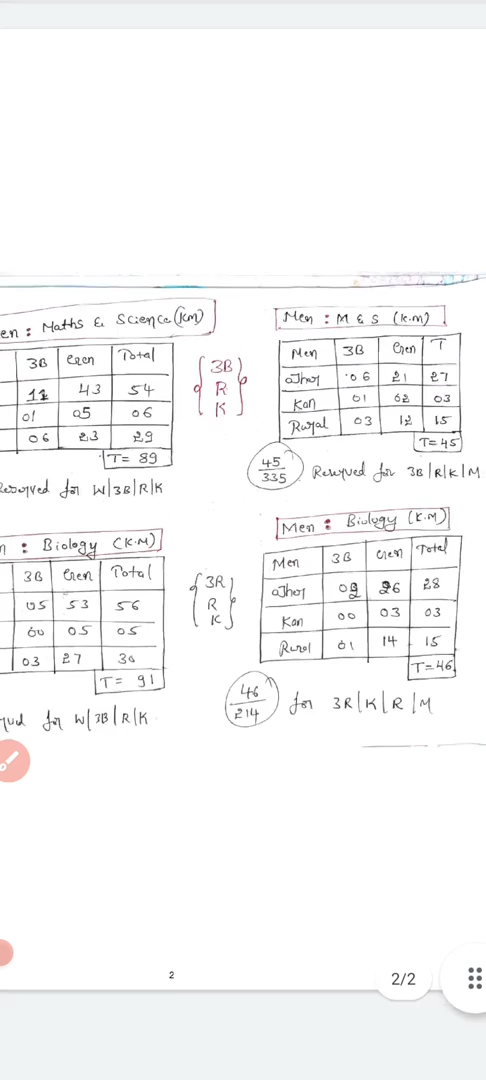 en : Maths & Science (KM)
3B Gen Total
11 43 54
01 05 06
06 23 29
T= 89
Reserved for W/3B/R/K
3B
R
K
Men : M & S (K.M)
Men 3B Gen T
06 21 27
Kan 01 02 03
Rural 03 12 15
T=45
45/335 Reserved for 3B/R/K/M
n : Biology (K.M)
3B Gen Total
05 53 56
00 05 05
03 27 30
T= 91
rved for W/3B/R/K
3R
R
K
Men : Biology (K.M)
Men 3B Gen Total
02 26 28
Kan 00 03 03
Rural 01 14 15
T=46
46/214 for 3R/K/R/M
2
2/2